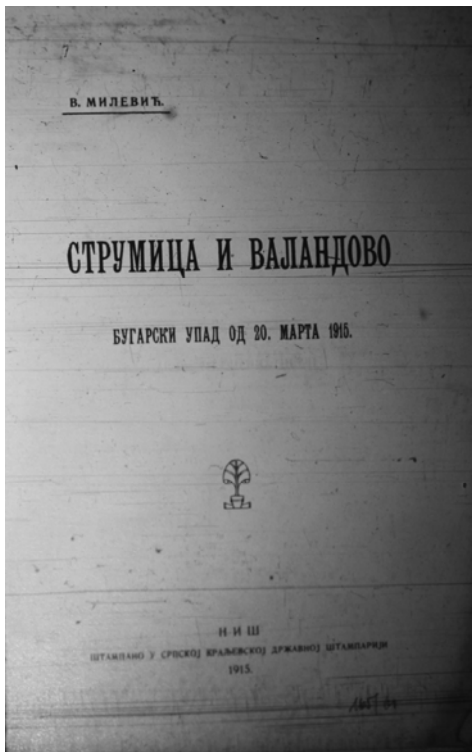 7
В. МИЛЕВИЋ.
СТРУМИЦА И ВАЛАНДОВО
БУГАРСКИ УПАД ОД 20. МАРТА 1915.
НИШ
ШТАМПАНО У СРПСКОЈ КРАЉЕВСКОЈ ДРЖАВНОЈ ШТАМПАРИЈИ
1915.